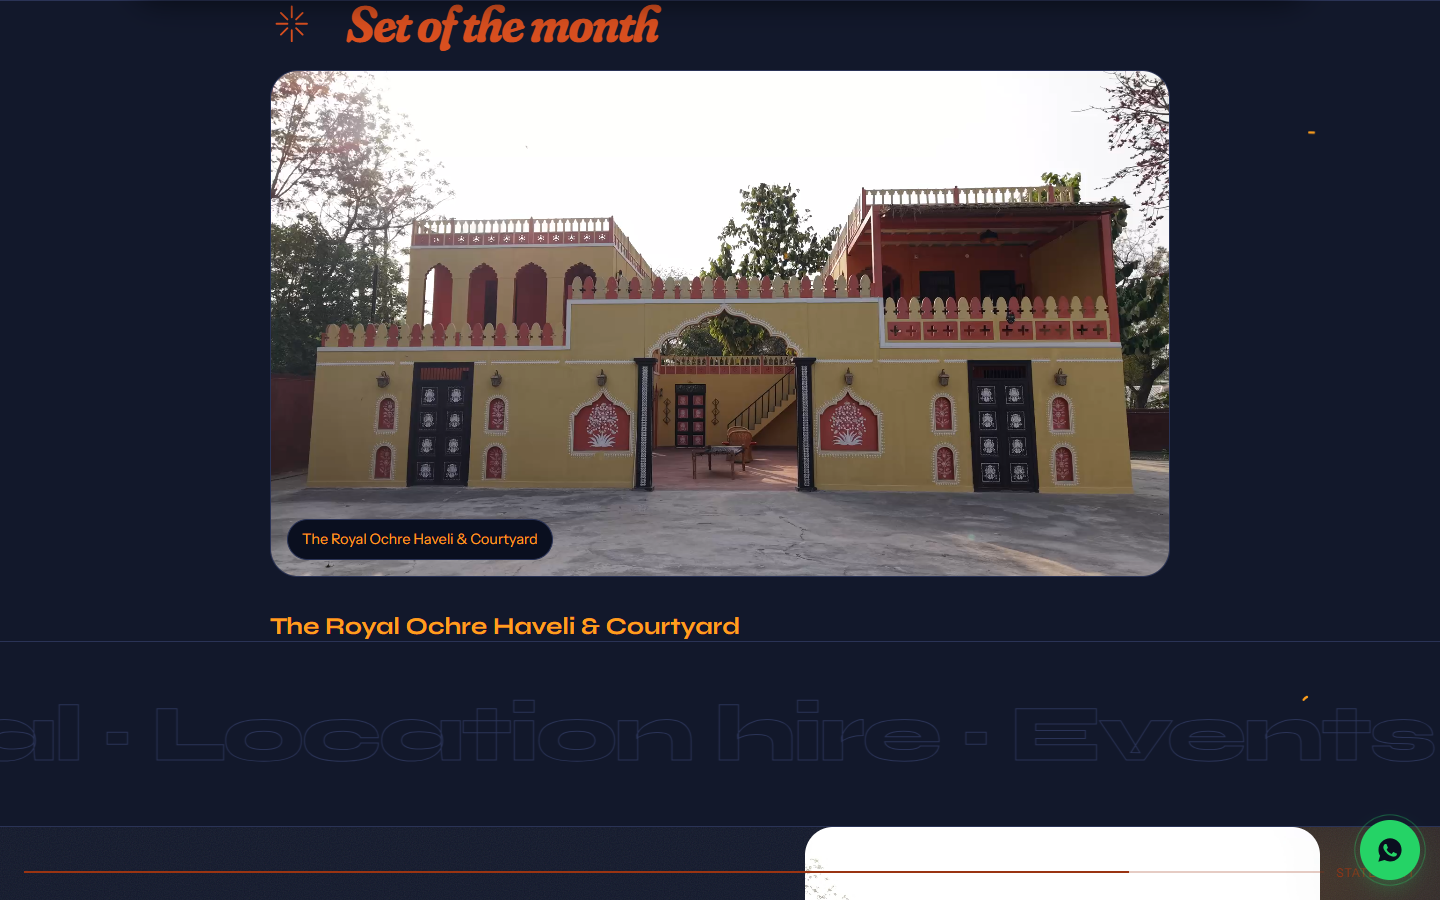 Set of the month
The Royal Ochre Haveli & Courtyard
The Royal Ochre Haveli & Courtyard
al · Location hire · Events